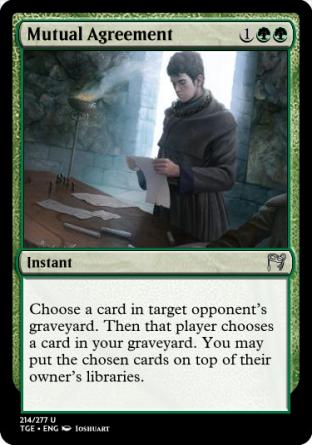 Mutual Agreement 1
Instant
Choose a card in target opponent's
graveyard. Then that player chooses
a card in your graveyard. You may
put the chosen cards on top of their
owner's libraries.
214/277 U
TGE • ENG Ioshuart